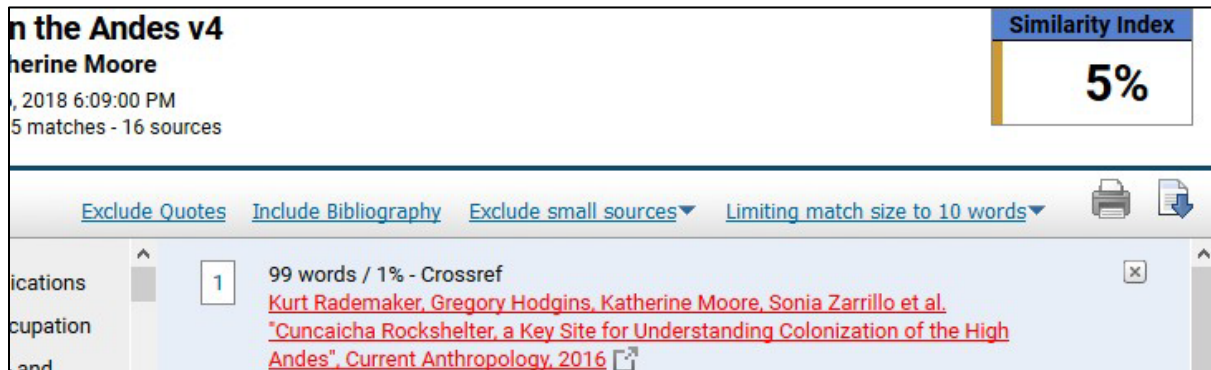 n the Andes v4
Similarity Index
herine Moore
5%
, 2018 6:09:00 PM
5 matches - 16 sources
Exclude Quotes Include Bibliography Exclude small sources Limiting match size to 10 words
ications
1 99 words / 1% - Crossref
Kurt Rademaker, Gregory Hodgins, Katherine Moore, Sonia Zarrillo et al.
cupation "Cuncaicha Rockshelter, a Key Site for Understanding Colonization of the High
and Andes", Current Anthropology, 2016